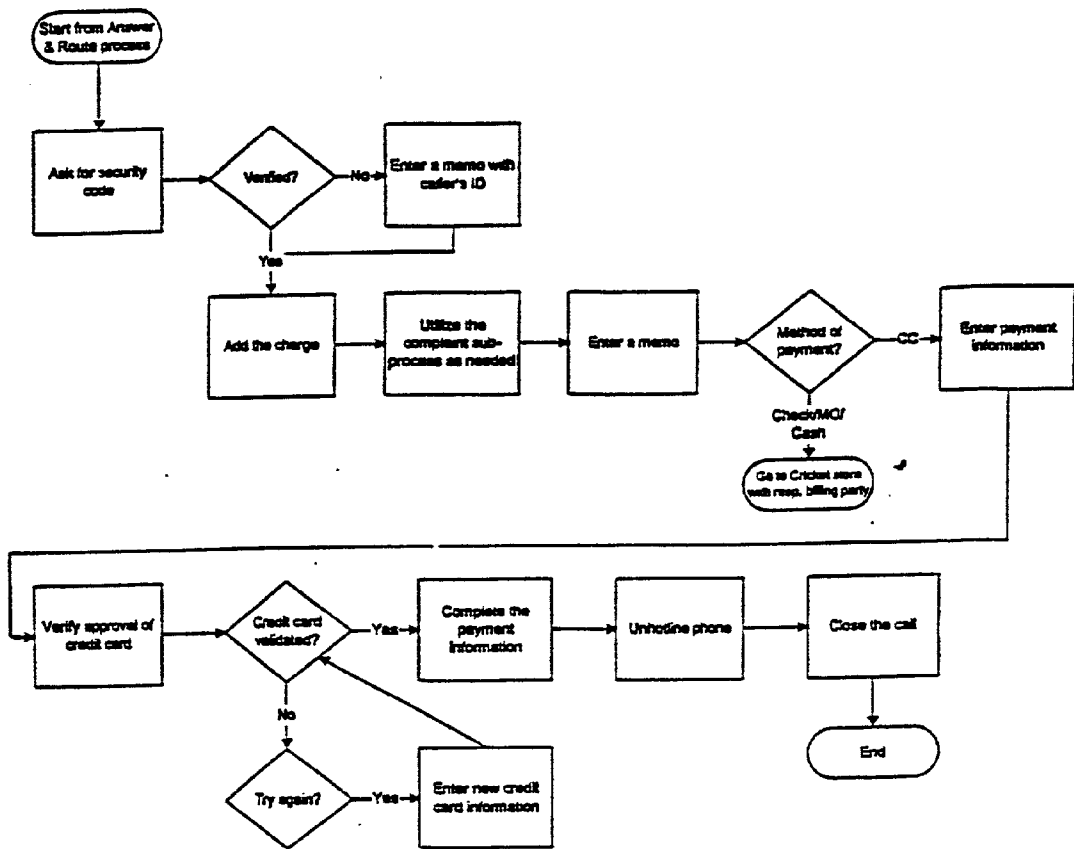 Start from Answer
& Route process
Ask for security
code
Verified?
No
Enter a memo with
caller's ID
Yes
Add the charge
Utilize the
complaint sub-
process as needed
Enter a memo
Method of
payment?
CC
Enter payment
information
Check/MO/
Cash
Go to Cricket store
with resp. billing party
Verify approval of
credit card
Credit card
validated?
Yes
Complete the
payment
information
Unhotline phone
Close the call
No
End
Try again?
Yes
Enter new credit
card information